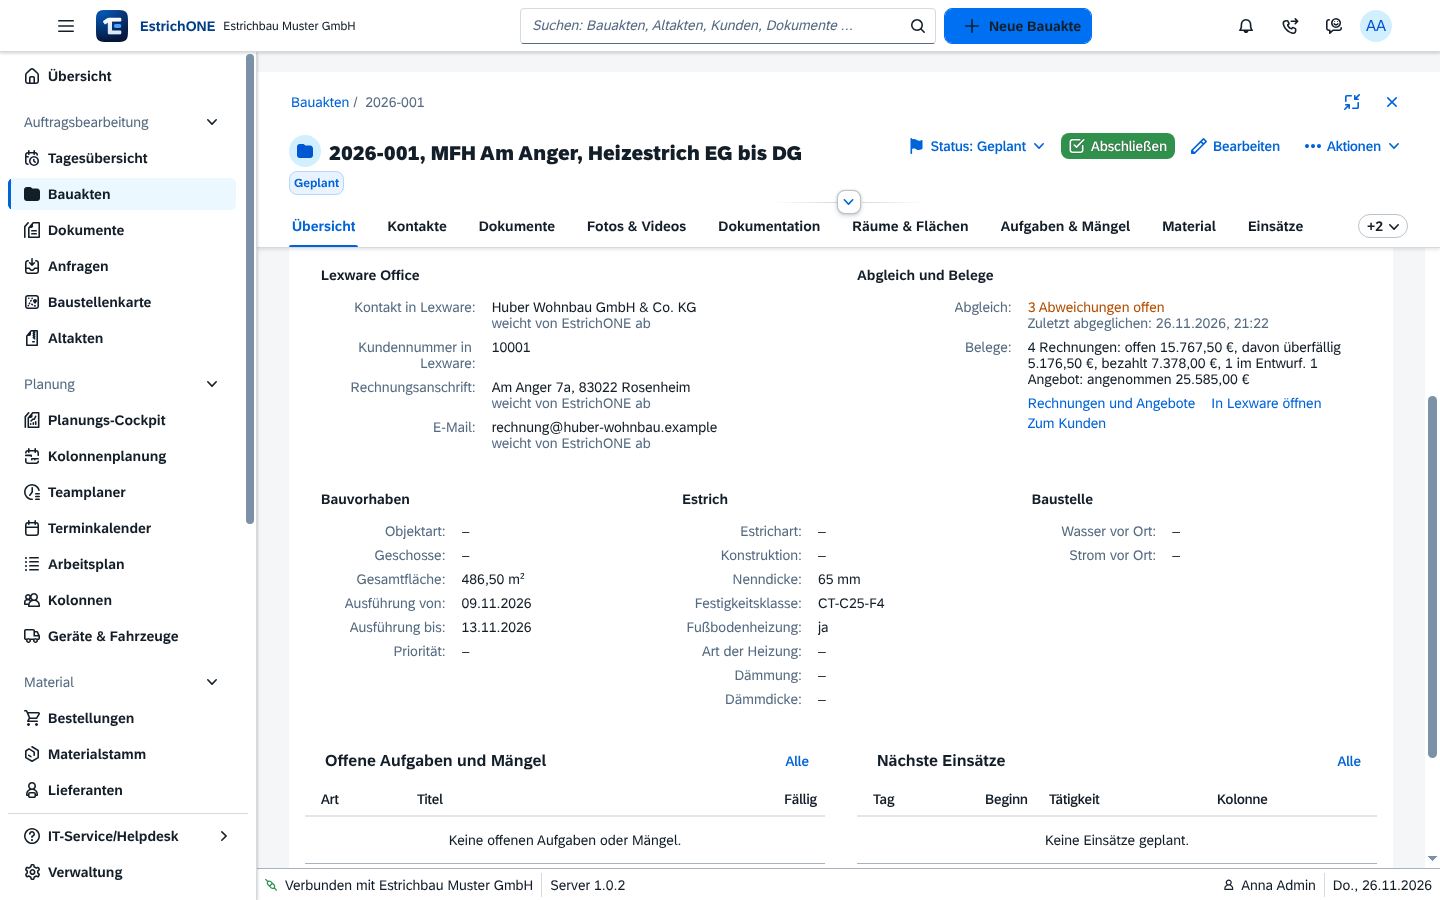 EstrichONE Estrichbau Muster GmbH
Suchen: Bauakten, Altakten, Kunden, Dokumente ...
Neue Bauakte
AA
Übersicht
Auftragsbearbeitung
Tagesübersicht
Bauakten
Dokumente
Anfragen
Baustellenkarte
Altakten
Planung
Planungs-Cockpit
Kolonnenplanung
Teamplaner
Terminkalender
Arbeitsplan
Kolonnen
Geräte & Fahrzeuge
Material
Bestellungen
Materialstamm
Lieferanten
IT-Service/Helpdesk
Verwaltung
Bauakten / 2026-001
2026-001, MFH Am Anger, Heizestrich EG bis DG
Geplant
Status: Geplant
Abschließen
Bearbeiten
Aktionen
Übersicht Kontakte Dokumente Fotos & Videos Dokumentation Räume & Flächen Aufgaben & Mängel Material Einsätze +2
Lexware Office
Kontakt in Lexware: Huber Wohnbau GmbH & Co. KG
weicht von EstrichONE ab
Kundennummer in Lexware: 10001
Rechnungsanschrift: Am Anger 7a, 83022 Rosenheim
weicht von EstrichONE ab
E-Mail: rechnung@huber-wohnbau.example
weicht von EstrichONE ab
Abgleich und Belege
Abgleich: 3 Abweichungen offen
Zuletzt abgeglichen: 26.11.2026, 21:22
Belege: 4 Rechnungen: offen 15.767,50 €, davon überfällig
5.176,50 €, bezahlt 7.378,00 €, 1 im Entwurf. 1
Angebot: angenommen 25.585,00 €
Rechnungen und Angebote In Lexware öffnen
Zum Kunden
Bauvorhaben
Objektart: –
Geschosse: –
Gesamtfläche: 486,50 m²
Ausführung von: 09.11.2026
Ausführung bis: 13.11.2026
Priorität: –
Estrich
Estrichart: –
Konstruktion: –
Nenndicke: 65 mm
Festigkeitsklasse: CT-C25-F4
Fußbodenheizung: ja
Art der Heizung: –
Dämmung: –
Dämmdicke: –
Baustelle
Wasser vor Ort: –
Strom vor Ort: –
Offene Aufgaben und Mängel Alle
Art Titel Fällig
Keine offenen Aufgaben oder Mängel.
Nächste Einsätze Alle
Tag Beginn Tätigkeit Kolonne
Keine Einsätze geplant.
Verbunden mit Estrichbau Muster GmbH Server 1.0.2
Anna Admin Do., 26.11.2026